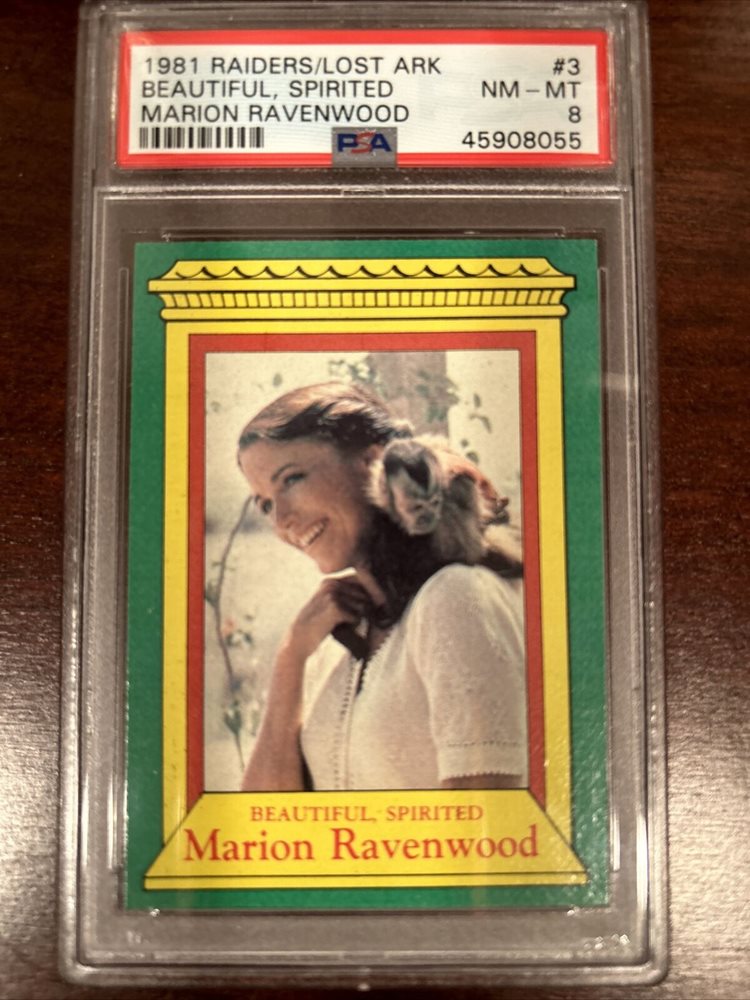 1981 RAIDERS/LOST ARK #3
BEAUTIFUL, SPIRITED NM - MT
MARION RAVENWOOD 8
PSA 45908055
BEAUTIFUL, SPIRITED
Marion Ravenwood